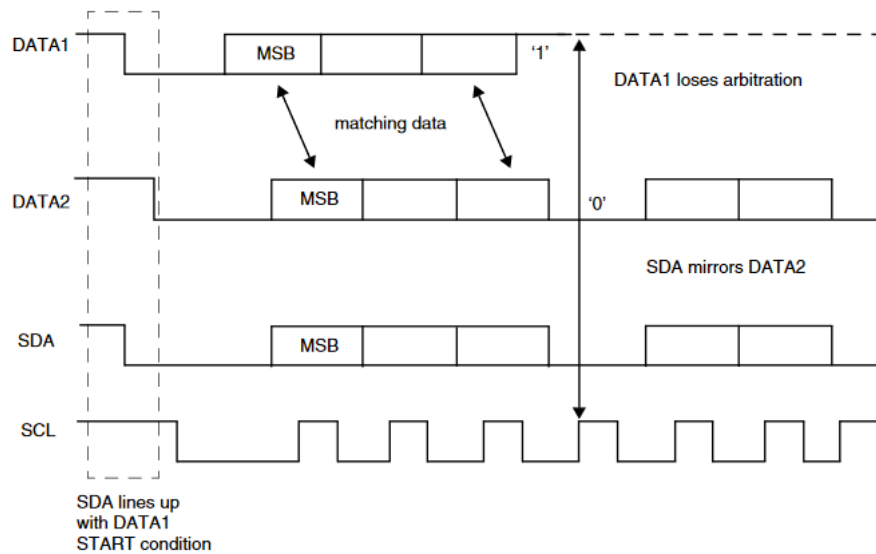 DATA1
MSB
'1'
DATA1 loses arbitration
matching data
DATA2
MSB
'0'
SDA mirrors DATA2
SDA
MSB
SCL
SDA lines up
with DATA1
START condition